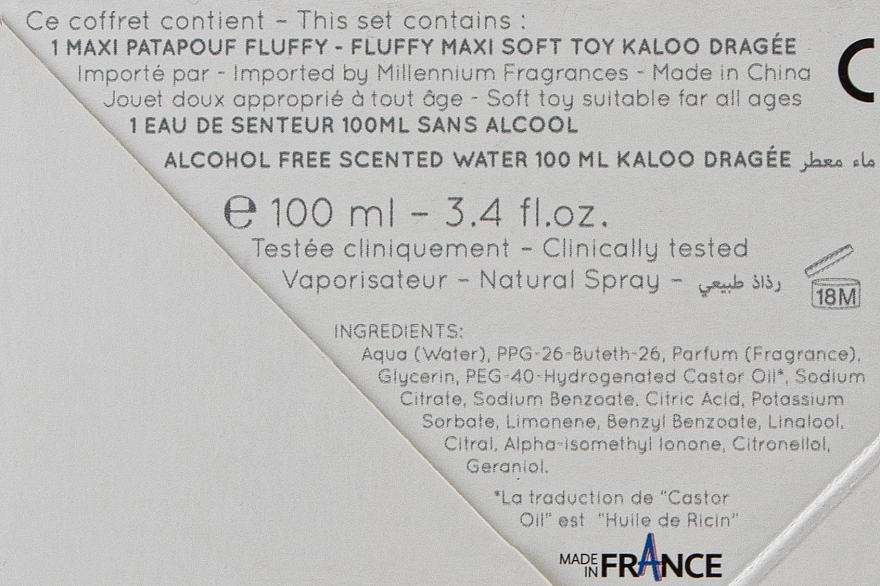 Ce coffret contient - This set contains :
1 MAXI PATAPOUF FLUFFY - FLUFFY MAXI SOFT TOY KALOO DRAGÉE
Importé par - Imported by Millennium Fragrances - Made in China
Jouet doux approprié à tout âge - Soft toy suitable far all ages
1 EAU DE SENTEUR 100ML SANS ALCOOL
ALCOHOL FREE SCENTED WATER 100 ML KALOO DRAGÉE ماء معطر
℮ 100 ml - 3.4 fl.oz.
Testée cliniquement - Clinically tested
Vaporisateur - Natural Spray - رذاذ طبيعي
18M
INGREDIENTS:
Aqua (Water), PPG-26-Buteth-26, Parfum (Fragrance),
Glycerin, PEG-40-Hydrogenated Castor Oil*, Sodium
Citrate, Sodium Benzoate, Citric Acid, Potassium
Sorbate, Limonene, Benzyl Benzoate, Linalool,
Citral, Alpha-isomethyl Ionone, Citronellol,
Geraniol.
*La traduction de "Castor
Oil" est "Huile de Ricin"
MADE IN FRANCE